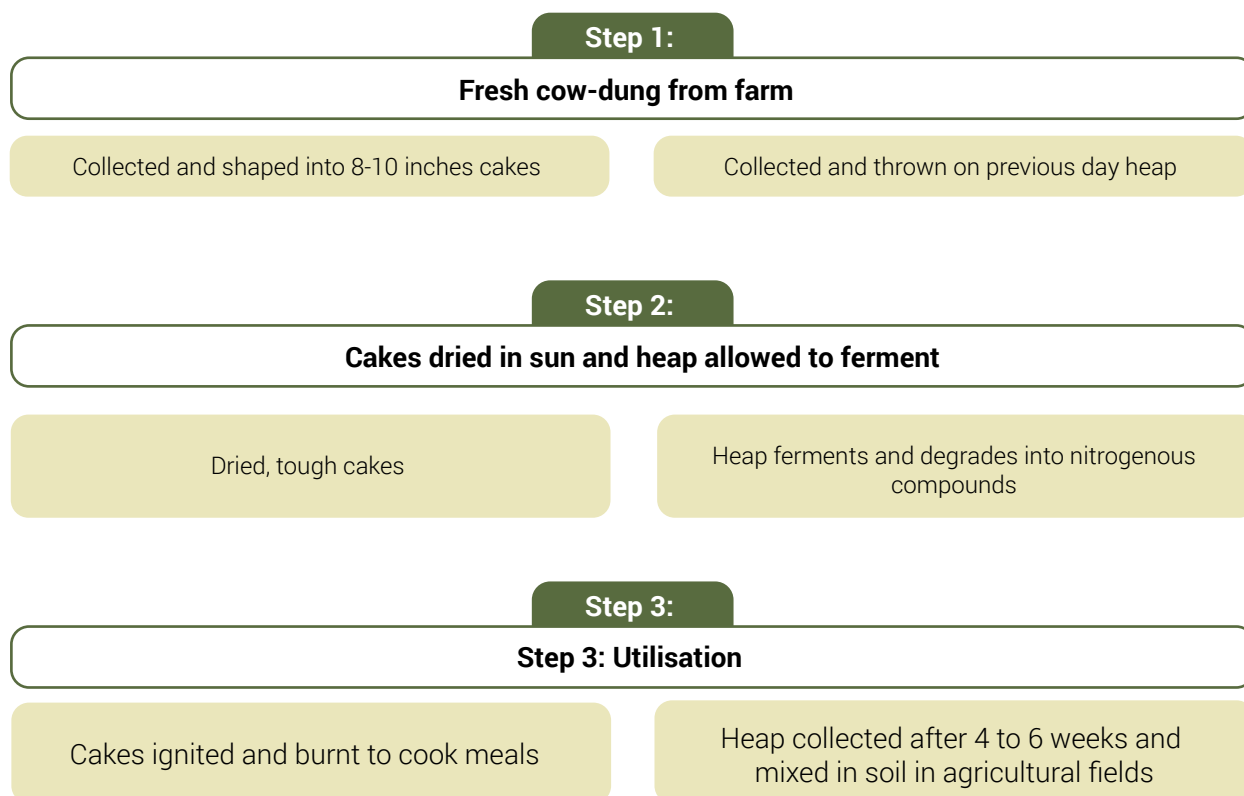 Step 1:
Fresh cow-dung from farm
Collected and shaped into 8-10 inches cakes
Collected and thrown on previous day heap
Step 2:
Cakes dried in sun and heap allowed to ferment
Dried, tough cakes
Heap ferments and degrades into nitrogenous
compounds
Step 3:
Step 3: Utilisation
Cakes ignited and burnt to cook meals
Heap collected after 4 to 6 weeks and
mixed in soil in agricultural fields